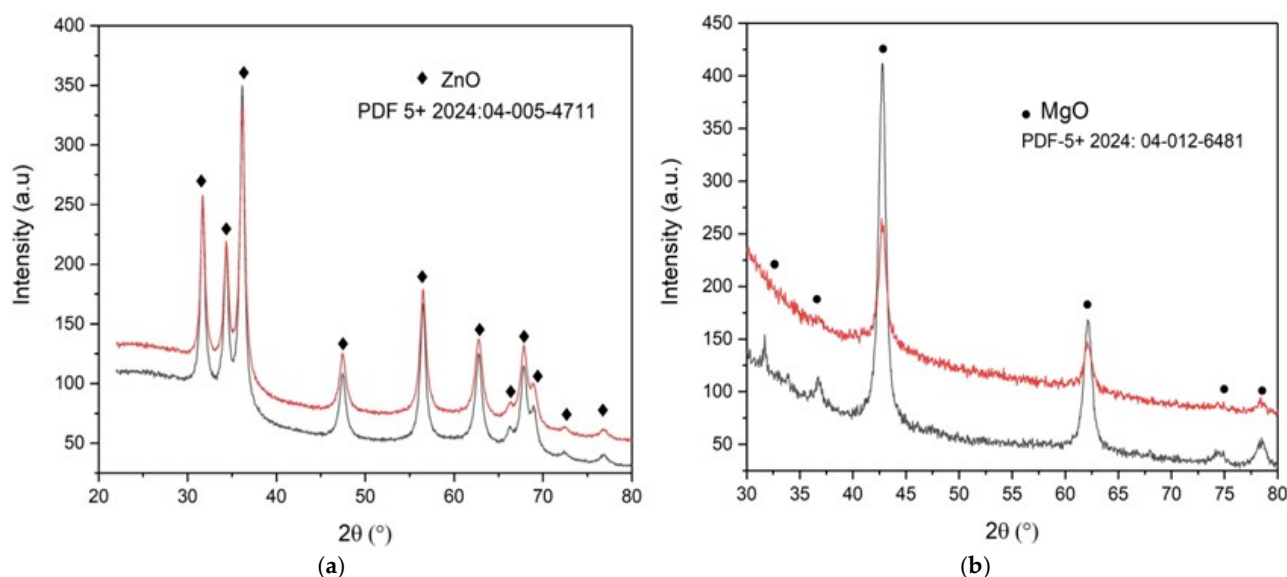 400
350
300
250
200
150
100
50
Intensity (a.u)
ZnO
PDF 5+ 2024:04-005-4711
20 30 40 50 60 70 80
2θ (°)
(a)
450
400
350
300
250
200
150
100
50
Intensity (a.u.)
MgO
PDF-5+ 2024: 04-012-6481
30 35 40 45 50 55 60 65 70 75 80
2θ (°)
(b)